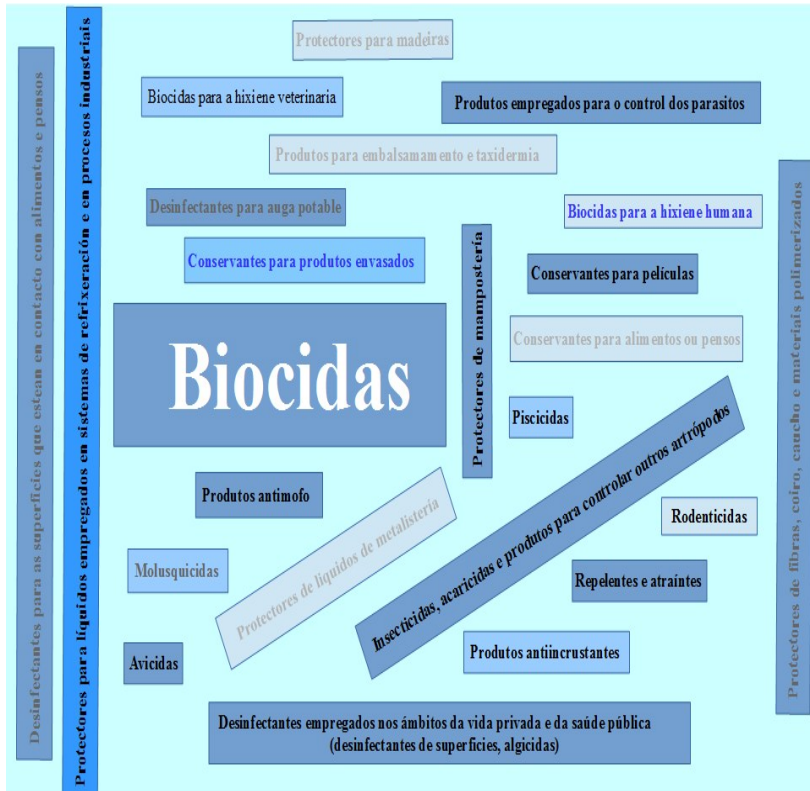 Desinfectantes para as superficies que estean en contacto con alimentos e pensos
Protectores para líquidos empregados en sistemas de refrixeración e en procesos industriais
Protectores para madeiras
Biocidas para a hixiene veterinaria
Produtos empregados para o control dos parasitos
Produtos para embalsamamento e taxidermia
Desinfectantes para auga potable
Biocidas para a hixiene humana
Conservantes para produtos envasados
Protectores de mampostería
Conservantes para películas
Biocidas
Conservantes para alimentos ou pensos
Piscicidas
Produtos antimofo
Protectores de líquidos de metalistería
Insecticidas, acaricidas e produtos para controlar outros artrópodos
Rodenticidas
Molusquicidas
Repelentes e atraíntes
Avicidas
Produtos antiincrustantes
Desinfectantes empregados nos ámbitos da vida privada e da saúde pública
(desinfectantes de superficies, algicidas)
Protectores de fibras, coiro, caucho e materiais polimerizados